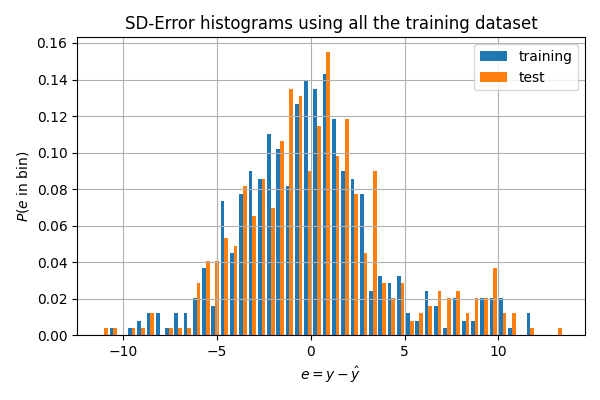 SD-Error histograms using all the training dataset
training
test
0.16
0.14
0.12
0.10
0.08
0.06
0.04
0.02
0.00
P(e in bin)
−10
−5
0
5
10
e = y − ŷ